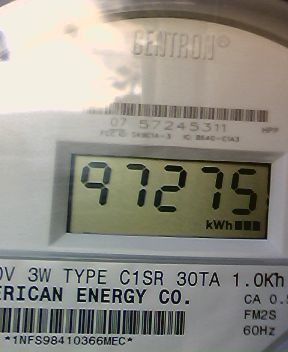 CENTRON®
07 57245311 HPP
97275
kWh
0V 3W TYPE C1SR 30TA 1.0Kh
ERICAN ENERGY CO.
CA 0.
FM2S
60Hz
*1NFS98410366MEC*